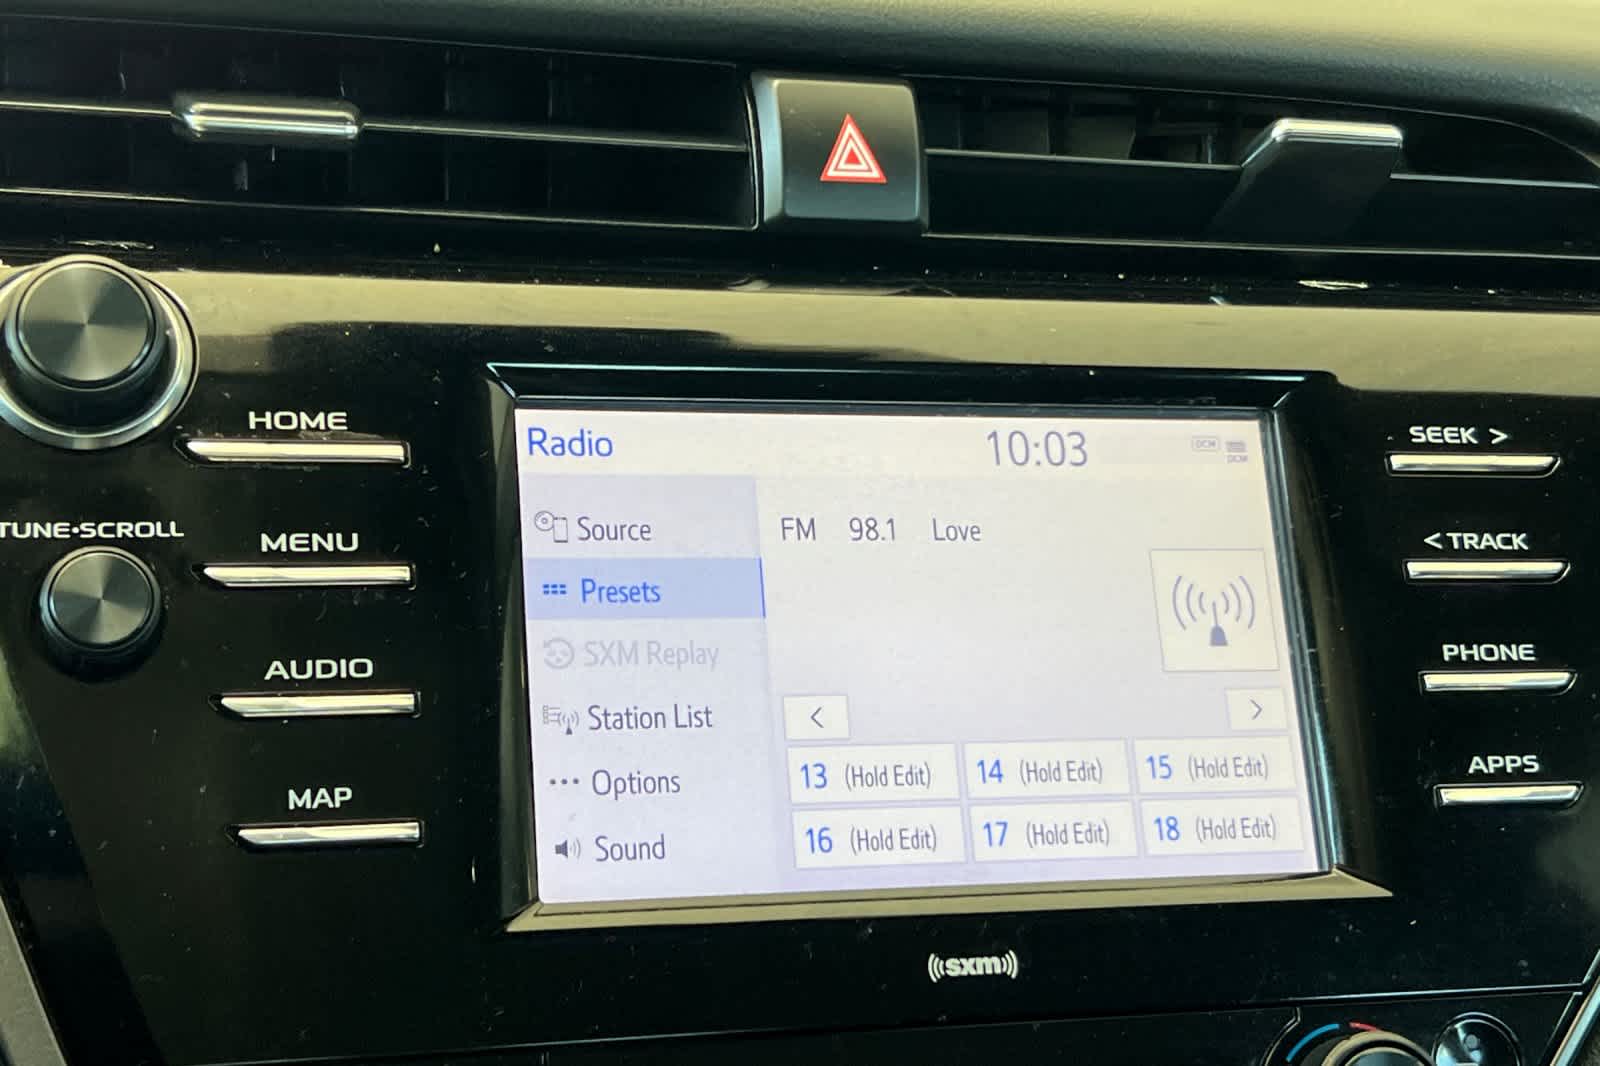 HOME
TUNE•SCROLL
MENU
AUDIO
MAP
Radio
10:03
DCM
DCM
Source
Presets
SXM Replay
Station List
Options
Sound
FM 98.1 Love
<
>
13 (Hold Edit)
14 (Hold Edit)
15 (Hold Edit)
16 (Hold Edit)
17 (Hold Edit)
18 (Hold Edit)
SEEK >
< TRACK
PHONE
APPS
((sxm))